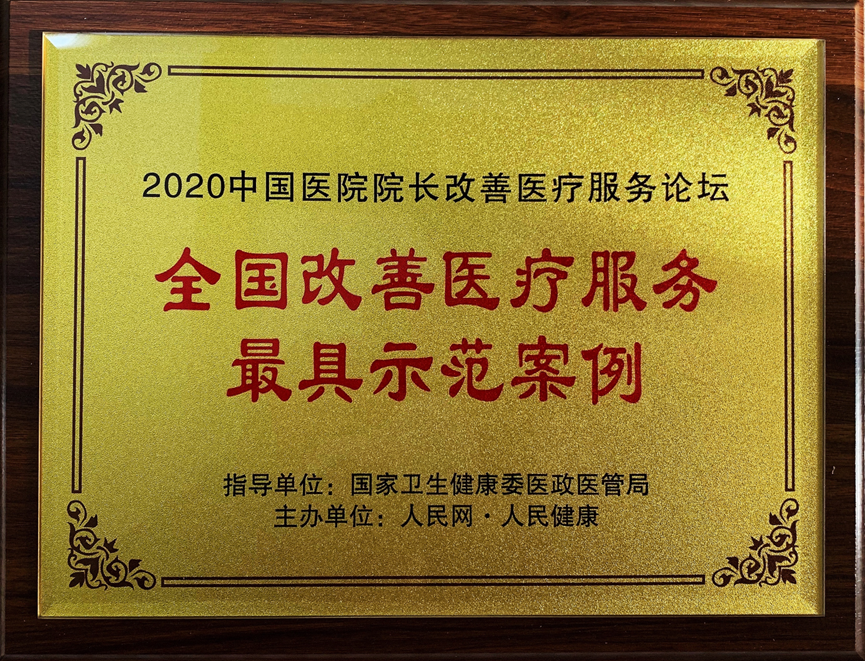 2020中国医院院长改善医疗服务论坛
全国改善医疗服务
最具示范案例
指导单位：国家卫生健康委医政医管局
主办单位：人民网·人民健康